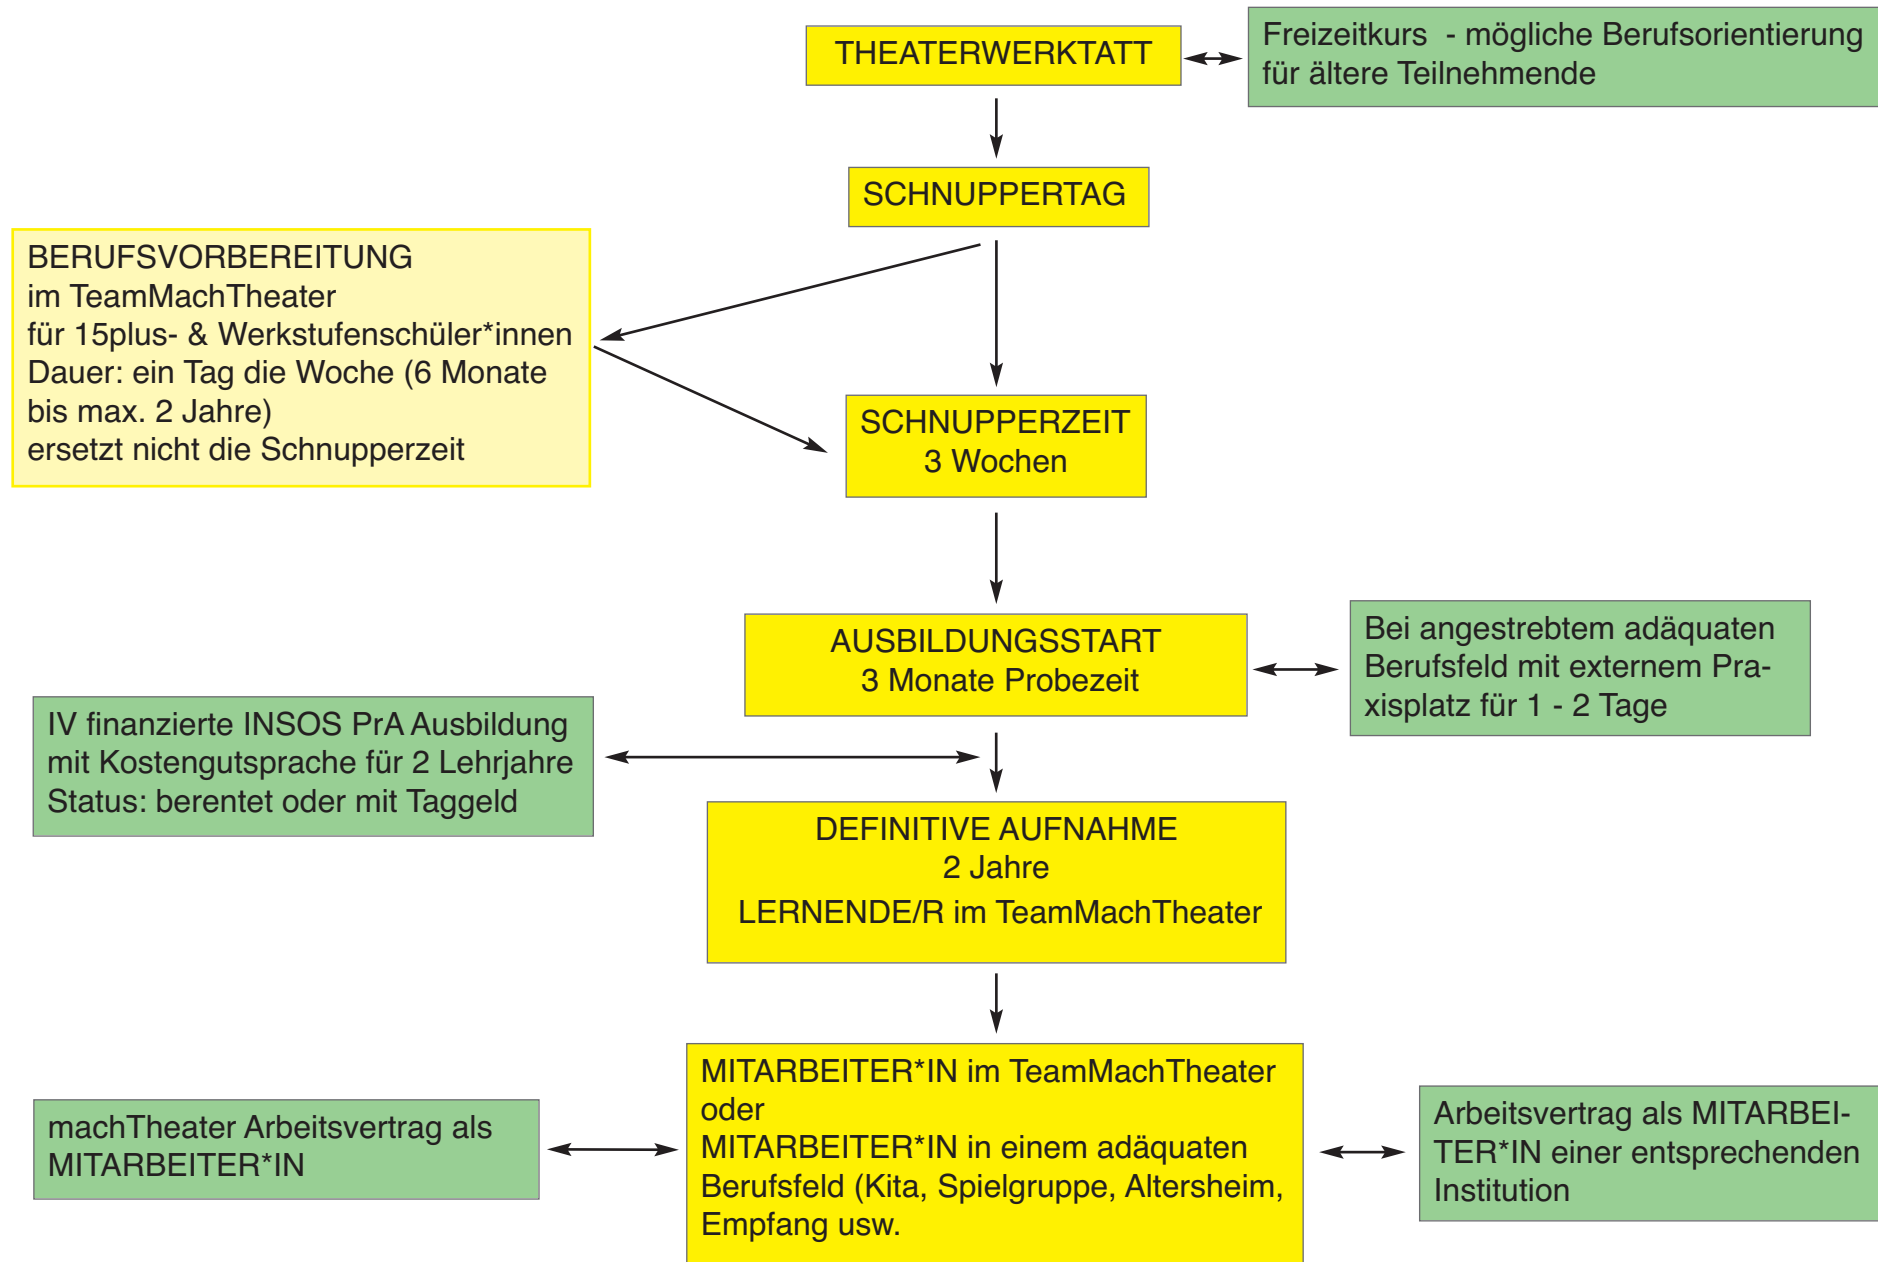 THEATERWERKTATT
Freizeitkurs - mögliche Berufsorientierung
für ältere Teilnehmende
SCHNUPPERTAG
BERUFSVORBEREITUNG
im TeamMachTheater
für 15plus- & Werkstufenschüler*innen
Dauer: ein Tag die Woche (6 Monate
bis max. 2 Jahre)
ersetzt nicht die Schnupperzeit
SCHNUPPERZEIT
3 Wochen
AUSBILDUNGSSTART
3 Monate Probezeit
Bei angestrebtem adäquaten
Berufsfeld mit externem Pra-
xisplatz für 1 - 2 Tage
IV finanzierte INSOS PrA Ausbildung
mit Kostengutsprache für 2 Lehrjahre
Status: berentet oder mit Taggeld
DEFINITIVE AUFNAHME
2 Jahre
LERNENDE/R im TeamMachTheater
MITARBEITER*IN im TeamMachTheater
oder
MITARBEITER*IN in einem adäquaten
Berufsfeld (Kita, Spielgruppe, Altersheim,
Empfang usw.
machTheater Arbeitsvertrag als
MITARBEITER*IN
Arbeitsvertrag als MITARBEI-
TER*IN einer entsprechenden
Institution